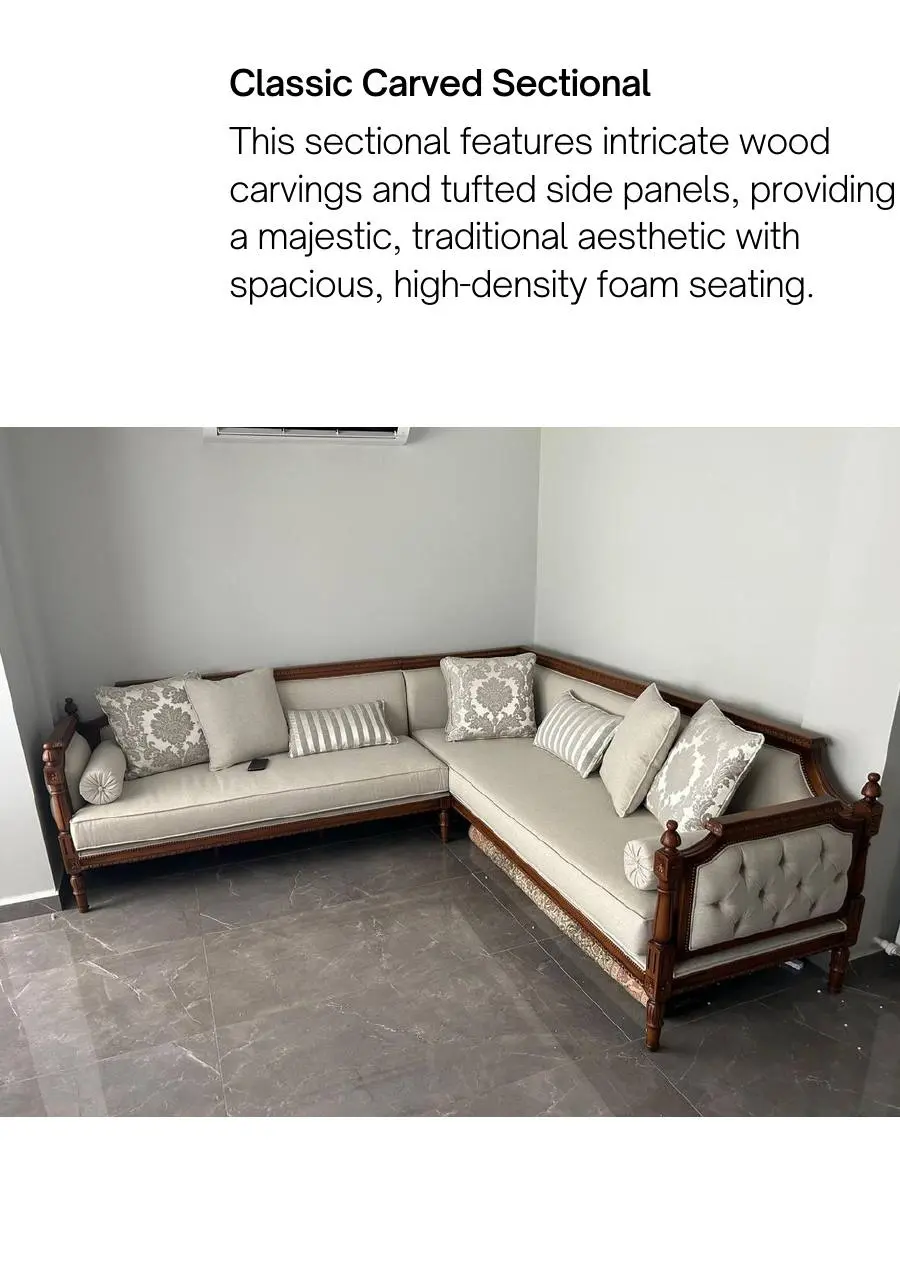 Classic Carved Sectional
This sectional features intricate wood
carvings and tufted side panels, providing
a majestic, traditional aesthetic with
spacious, high-density foam seating.